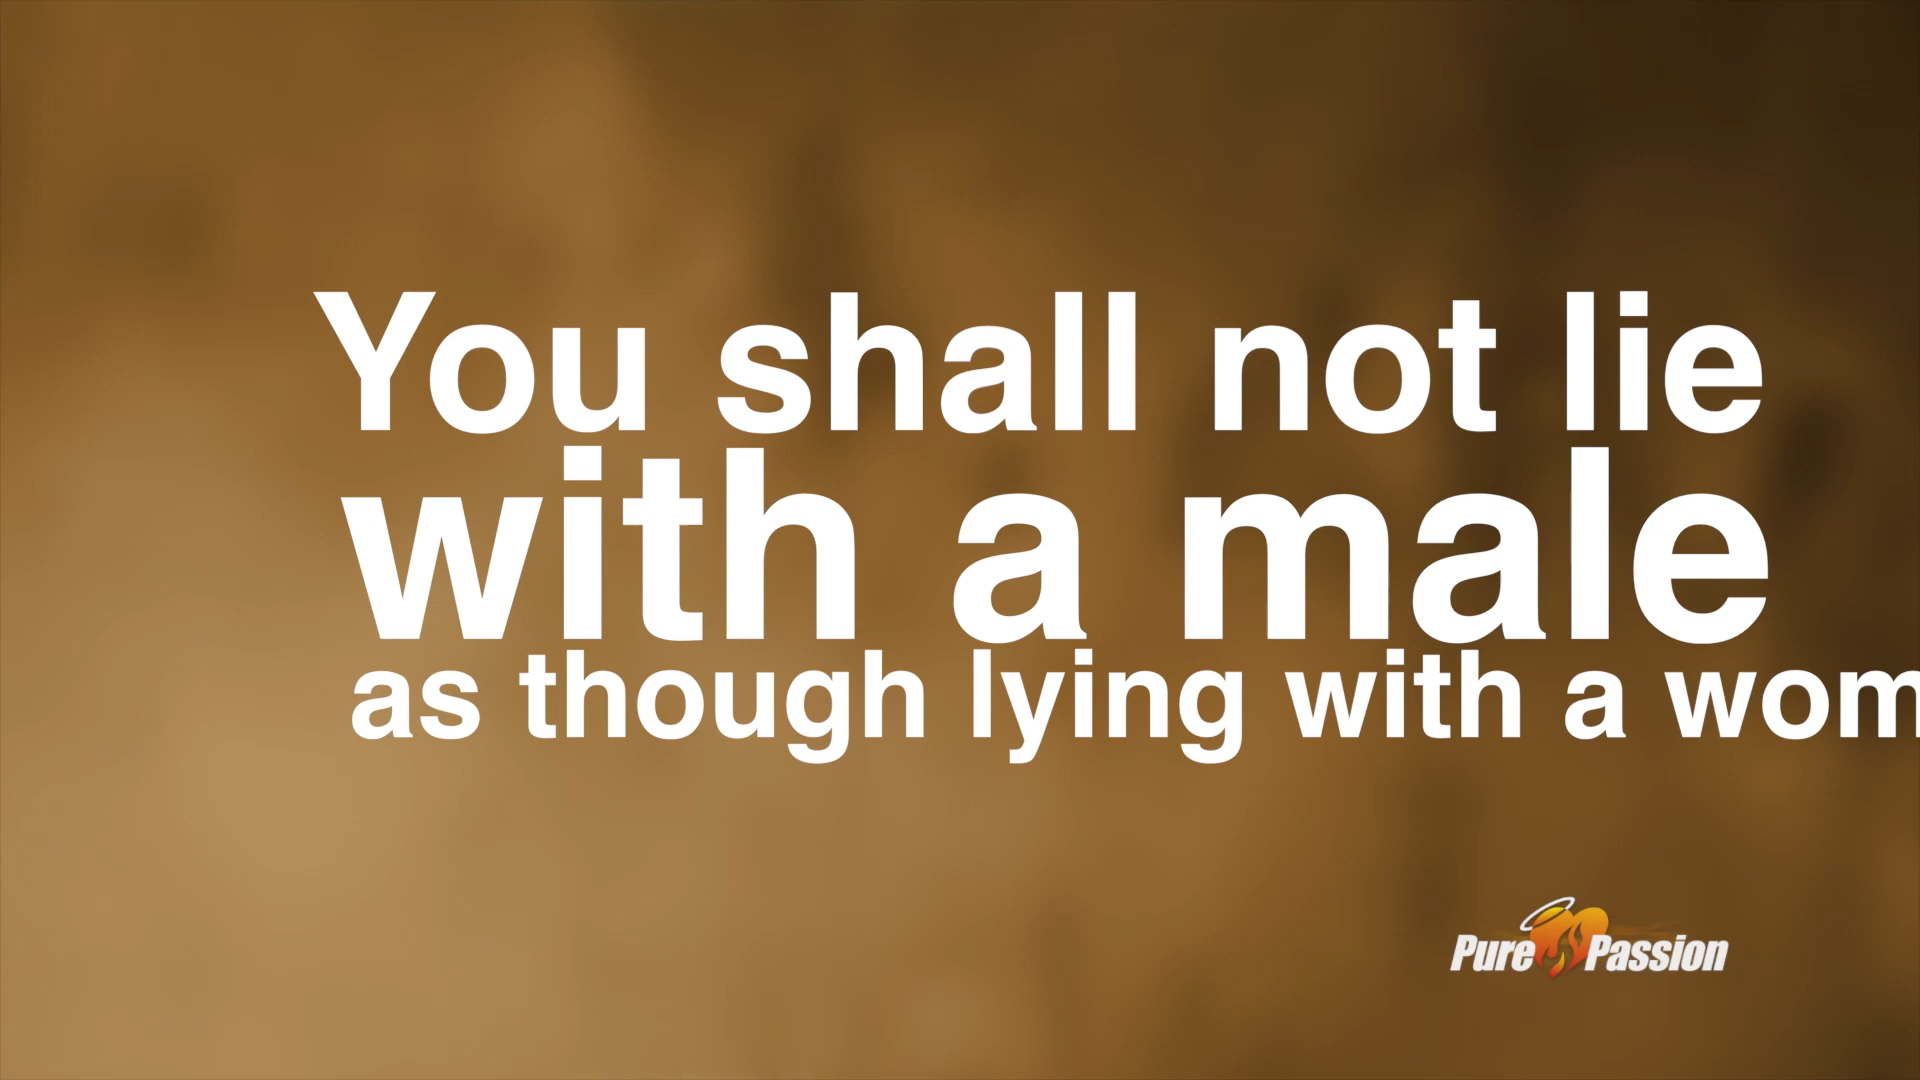 You shall not lie
with a male
as though lying with a wom
Pure Passion